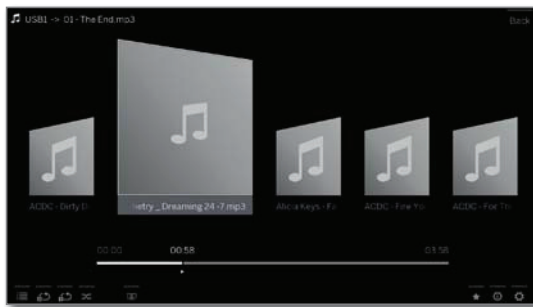 USB1 -> 01 - The End.mp3
Back
ACDC - Dirty D
etry _ Dreaming 24 -7 mp3
Alicia Keys - Fa
ACDC -Fire Yo
ACDC - For Th
00:00
00:58
03:58